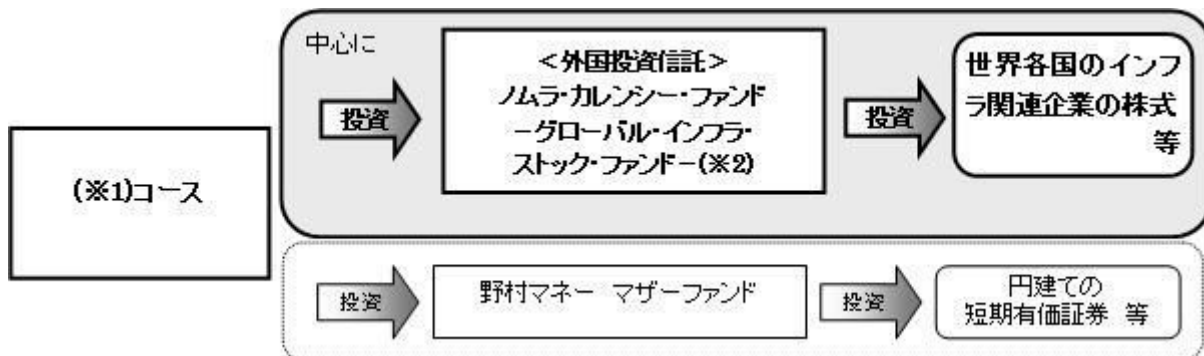 中心に
(※1)コース
投資
＜外国投資信託＞
ノムラ・カレンシー・ファンド
－グローバル・インフラ・
ストック・ファンド－(※2)
投資
世界各国のインフ
ラ関連企業の株式
等
投資
野村マネー マザーファンド
投資
円建ての
短期有価証券 等